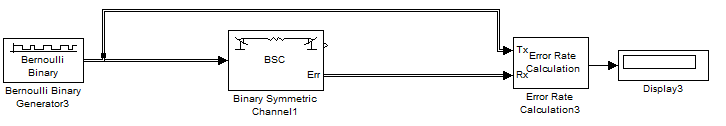 Bernoulli
Binary
Bernoulli Binary
Generator3
BSC
Err
Binary Symmetric
Channel1
Tx
Rx
Error Rate
Calculation
Error Rate
Calculation3
Display3